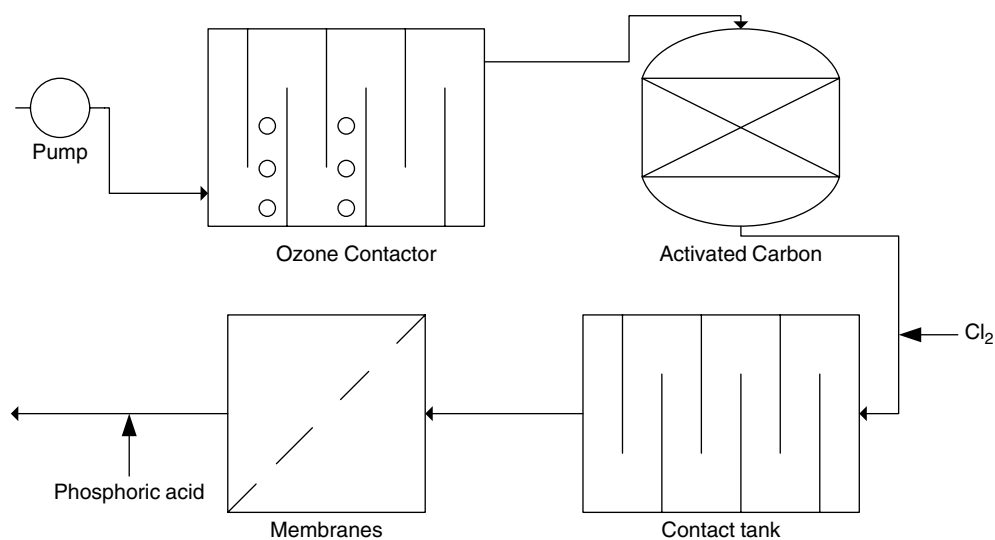 Pump
Ozone Contactor
Activated Carbon
Cl₂
Phosphoric acid
Membranes
Contact tank